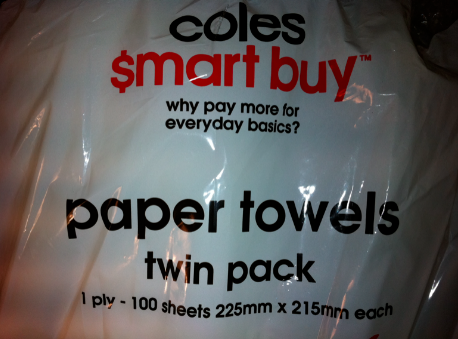 coles
$mart buy™
why pay more for
everyday basics?
paper towels
twin pack
1 ply - 100 sheets 225mm x 215mm each